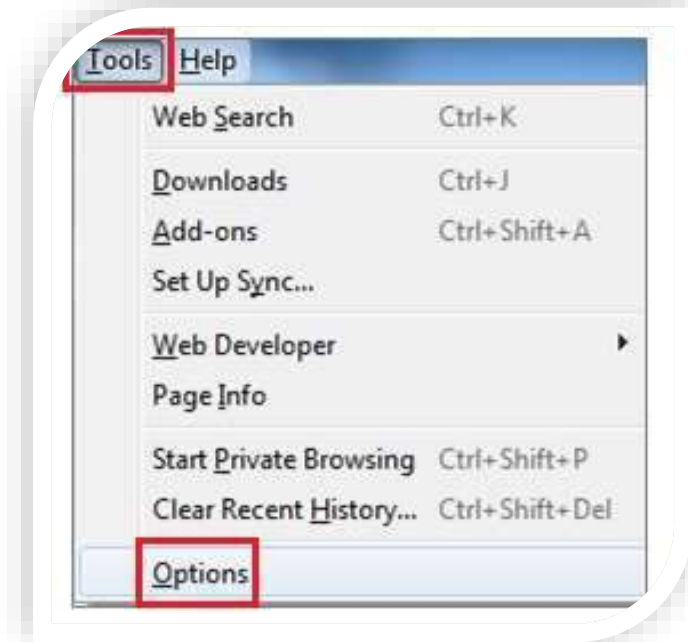 Tools Help
Web Search Ctrl+K
Downloads Ctrl+J
Add-ons Ctrl+Shift+A
Set Up Sync...
Web Developer
Page Info
Start Private Browsing Ctrl+Shift+P
Clear Recent History... Ctrl+Shift+Del
Options